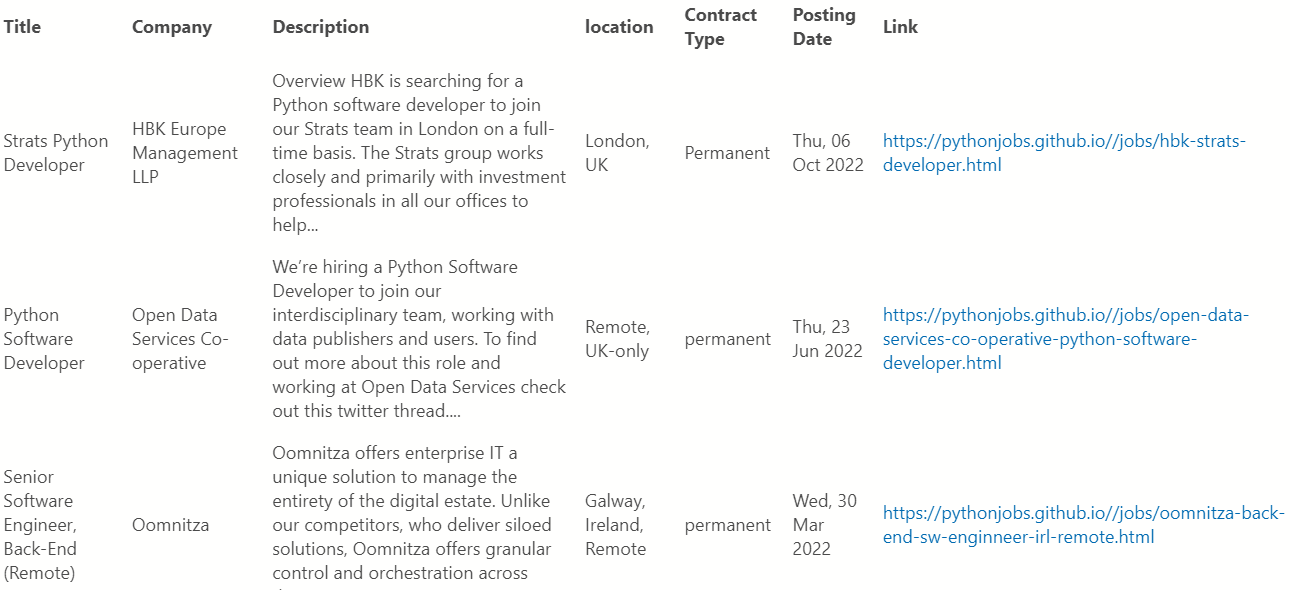 Title Company Description location Contract Type Posting Date Link
Strats Python Developer
HBK Europe Management LLP
Overview HBK is searching for a
Python software developer to join
our Strats team in London on a full-
time basis. The Strats group works
closely and primarily with investment
professionals in all our offices to
help...
London,
UK
Permanent
Thu, 06
Oct 2022
https://pythonjobs.github.io//jobs/hbk-strats-
developer.html
Python
Software
Developer
Open Data
Services Co-
operative
We’re hiring a Python Software
Developer to join our
interdisciplinary team, working with
data publishers and users. To find
out more about this role and
working at Open Data Services check
out this twitter thread....
Remote,
UK-only
permanent
Thu, 23
Jun 2022
https://pythonjobs.github.io//jobs/open-data-
services-co-operative-python-software-
developer.html
Senior
Software
Engineer,
Back-End
(Remote)
Oomnitza
Oomnitza offers enterprise IT a
unique solution to manage the
entirety of the digital estate. Unlike
our competitors, who deliver siloed
solutions, Oomnitza offers granular
control and orchestration across
Galway,
Ireland,
Remote
permanent
Wed, 30
Mar
2022
https://pythonjobs.github.io//jobs/oomnitza-back-
end-sw-enginneer-irl-remote.html